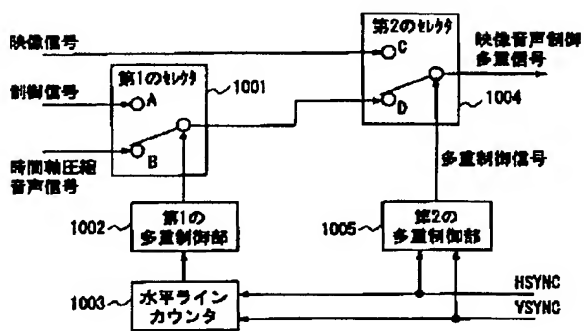 第2のセレクタ
映像信号
C
映像音声制御
多重信号
第1のセレクタ
制御信号
A
1001
D
1004
時間軸圧縮
音声信号
B
多重制御信号
1002
第1の
多重制御部
1005
第2の
多重制御部
1003
水平ライン
カウンタ
HSYNC
VSYNC